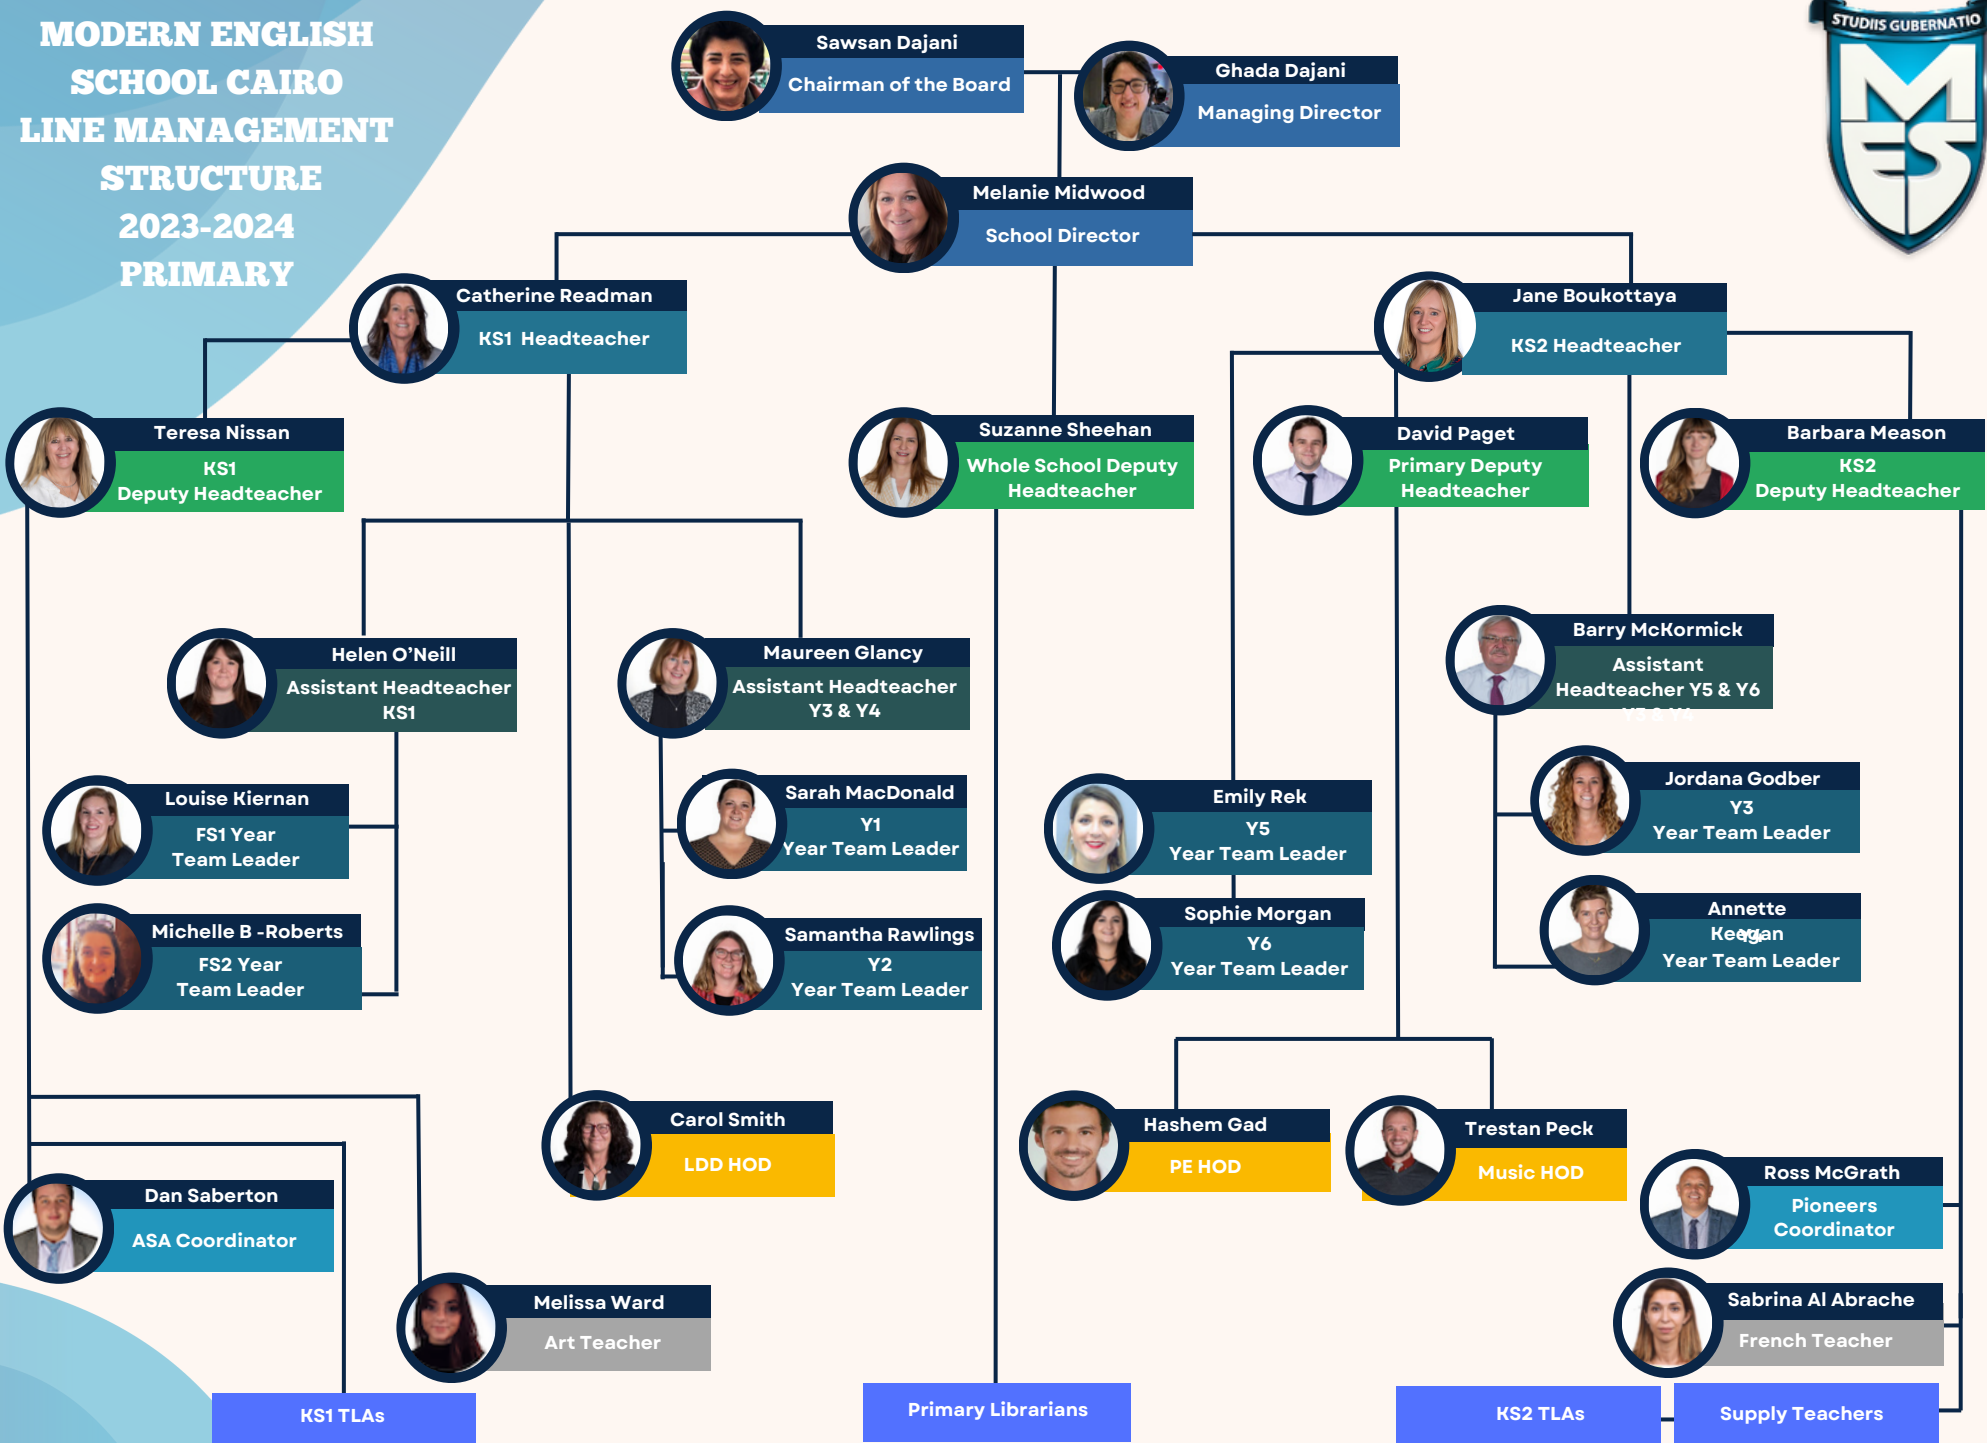 MODERN ENGLISH
SCHOOL CAIRO
LINE MANAGEMENT
STRUCTURE
2023-2024
PRIMARY
STUDIIS GUBERNATIO
MES
Sawsan Dajani
Chairman of the Board
Ghada Dajani
Managing Director
Melanie Midwood
School Director
Catherine Readman
KS1 Headteacher
Jane Boukottaya
KS2 Headteacher
Teresa Nissan
KS1
Deputy Headteacher
Suzanne Sheehan
Whole School Deputy
Headteacher
David Paget
Primary Deputy
Headteacher
Barbara Meason
KS2
Deputy Headteacher
Helen O’Neill
Assistant Headteacher
KS1
Maureen Glancy
Assistant Headteacher
Y3 & Y4
Barry McKormick
Assistant
Headteacher Y5 & Y6
Y3 & Y4
Louise Kiernan
FS1 Year
Team Leader
Sarah MacDonald
Y1
Year Team Leader
Emily Rek
Y5
Year Team Leader
Jordana Godber
Y3
Year Team Leader
Michelle B -Roberts
FS2 Year
Team Leader
Samantha Rawlings
Y2
Year Team Leader
Sophie Morgan
Y6
Year Team Leader
Annette
Keegan
Y4
Year Team Leader
Carol Smith
LDD HOD
Hashem Gad
PE HOD
Trestan Peck
Music HOD
Dan Saberton
ASA Coordinator
Ross McGrath
Pioneers
Coordinator
Melissa Ward
Art Teacher
Sabrina Al Abrache
French Teacher
KS1 TLAs
Primary Librarians
KS2 TLAs
Supply Teachers